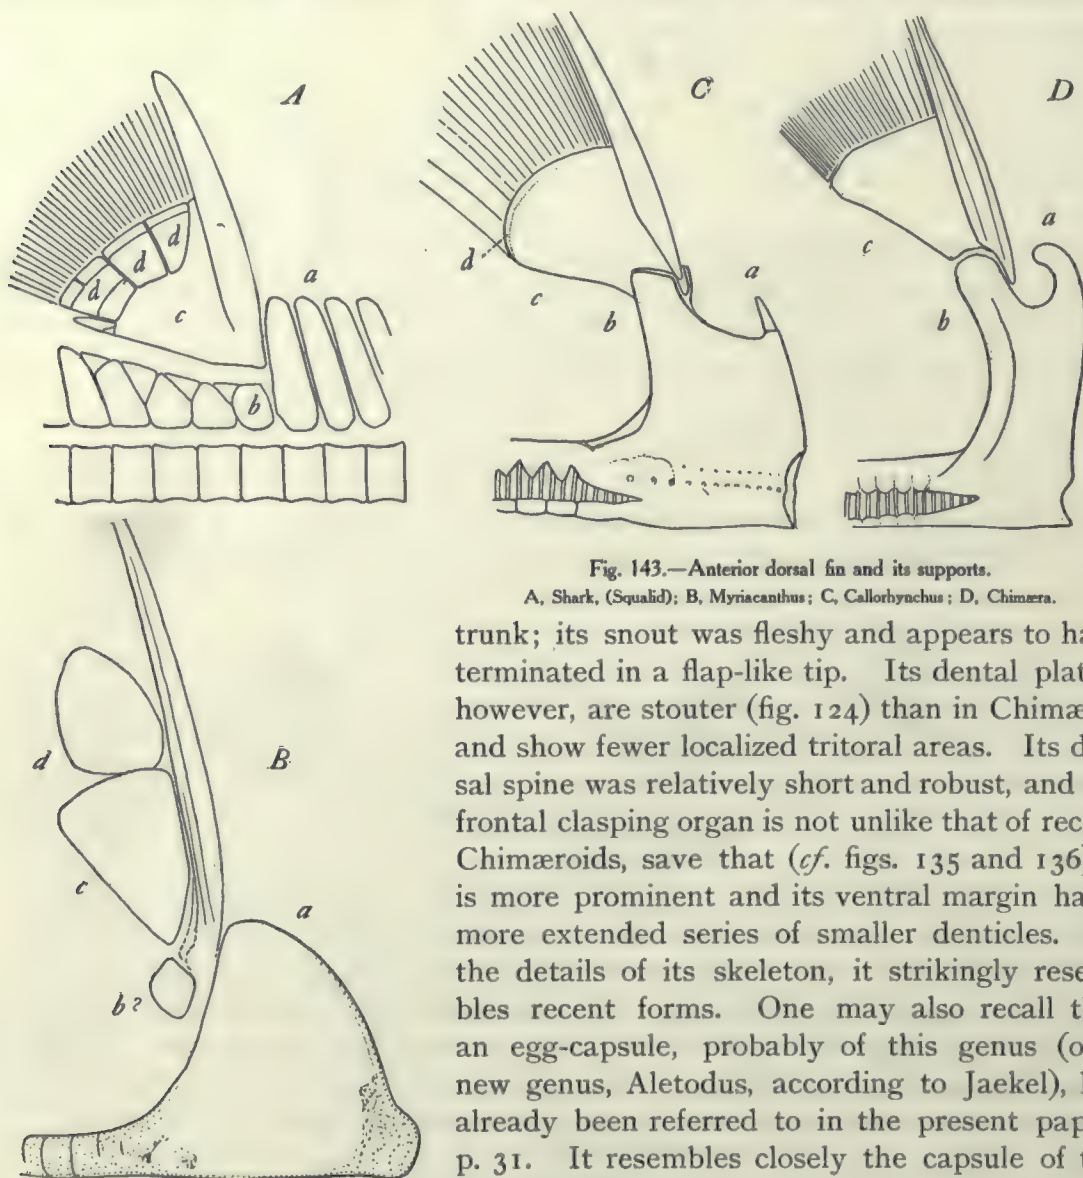 A
d
d
d
c
a
b
C
d
c
b
a
D
c
b
a
Fig. 143.—Anterior dorsal fin and its supports.
A, Shark, (Squalid); B, Myriacanthus; C, Callorhynchus; D, Chimæra.
B
d
c
b?
a
trunk; its snout was fleshy and appears to ha
terminated in a flap-like tip. Its dental plat
however, are stouter (fig. 124) than in Chimæ
and show fewer localized tritoral areas. Its d
sal spine was relatively short and robust, and
frontal clasping organ is not unlike that of rec
Chimæroids, save that (cf. figs. 135 and 136
is more prominent and its ventral margin ha
more extended series of smaller denticles.
the details of its skeleton, it strikingly rese
bles recent forms. One may also recall t
an egg-capsule, probably of this genus (o
new genus, Aletodus, according to Jaekel),
already been referred to in the present pap
p. 31. It resembles closely the capsule of t